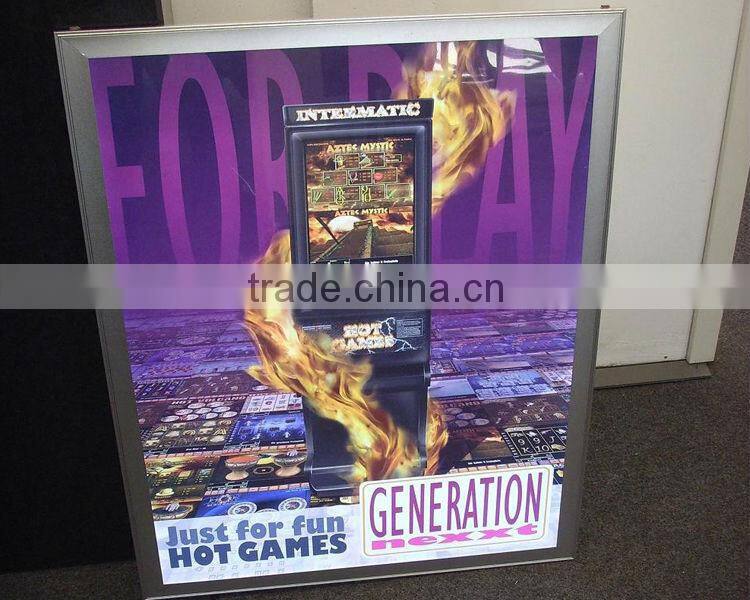 FOR PLAY
INTERMATIC
AZTEC MYSTIC
AZTEC MYSTIC
trade.china.cn
HOT
GAMES
GENERATION
nexxt
Just for fun
HOT GAMES